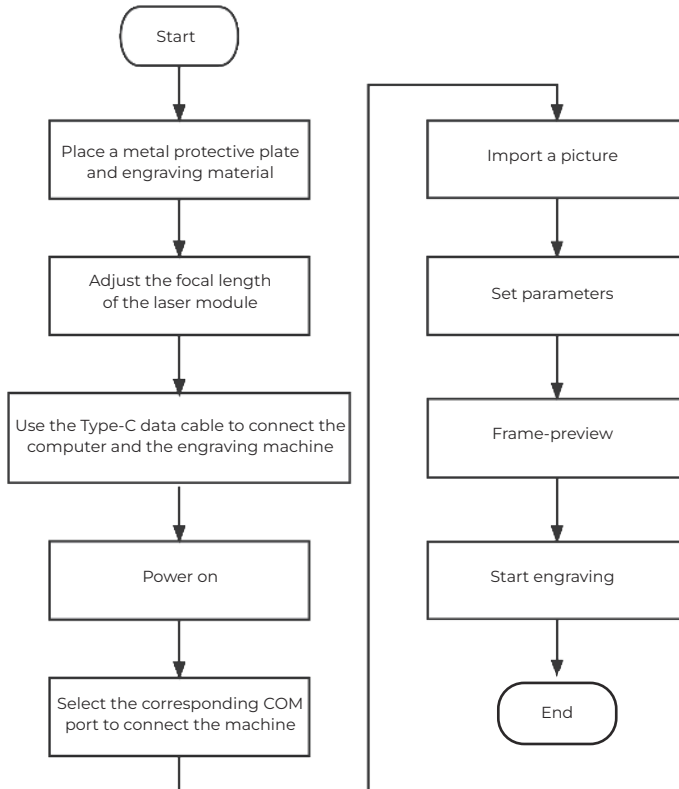 Start
Place a metal protective plate
and engraving material
Adjust the focal length
of the laser module
Use the Type-C data cable to connect the
computer and the engraving machine
Power on
Select the corresponding COM
port to connect the machine
Import a picture
Set parameters
Frame-preview
Start engraving
End